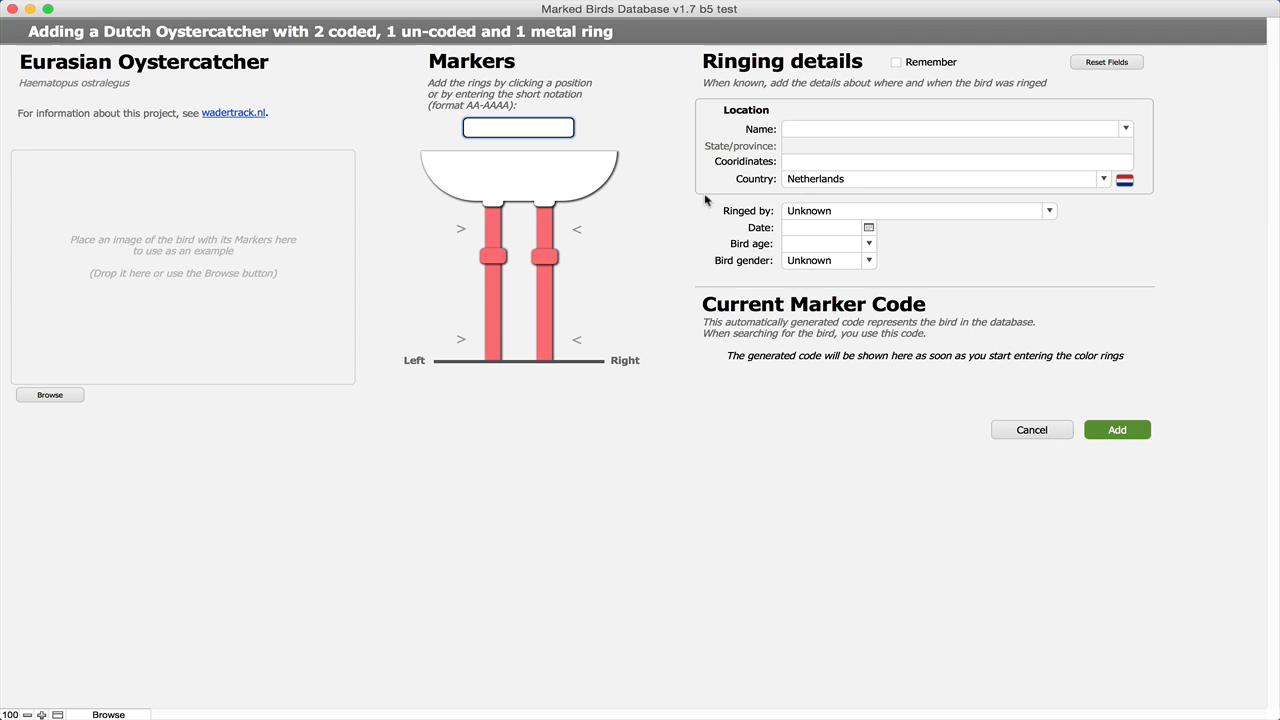 Marked Birds Database v1.7 b5 test
Adding a Dutch Oystercatcher with 2 coded, 1 un-coded and 1 metal ring
Eurasian Oystercatcher
Haematopus ostralegus
For information about this project, see wadertrack.nl.
Place an image of the bird with its Markers here
to use as an example
(Drop it here or use the Browse button)
Browse
Markers
Add the rings by clicking a position
or by entering the short notation
(format AA-AAAA):
> <
> <
Left Right
Ringing details
Remember
Reset Fields
When known, add the details about where and when the bird was ringed
Location
Name:
State/province:
Cooridinates:
Country: Netherlands
Ringed by: Unknown
Date:
Bird age:
Bird gender: Unknown
Current Marker Code
This automatically generated code represents the bird in the database.
When searching for the bird, you use this code.
The generated code will be shown here as soon as you start entering the color rings
Cancel Add
100 Browse